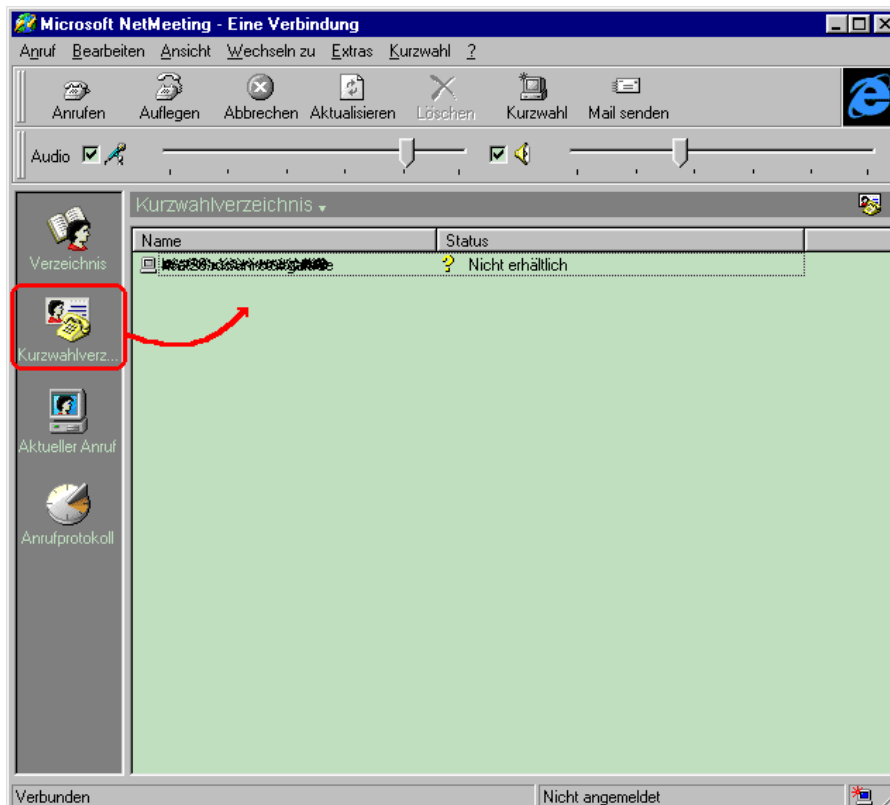 Microsoft NetMeeting - Eine Verbindung
Anruf Bearbeiten Ansicht Wechseln zu Extras Kurzwahl ?
Anrufen Auflegen Abbrechen Aktualisieren Löschen Kurzwahl Mail senden
Audio
Kurzwahlverzeichnis
Name Status
Nicht erhältlich
Verzeichnis
Kurzwahlverz...
Aktueller Anruf
Anrufprotokoll
Verbunden Nicht angemeldet